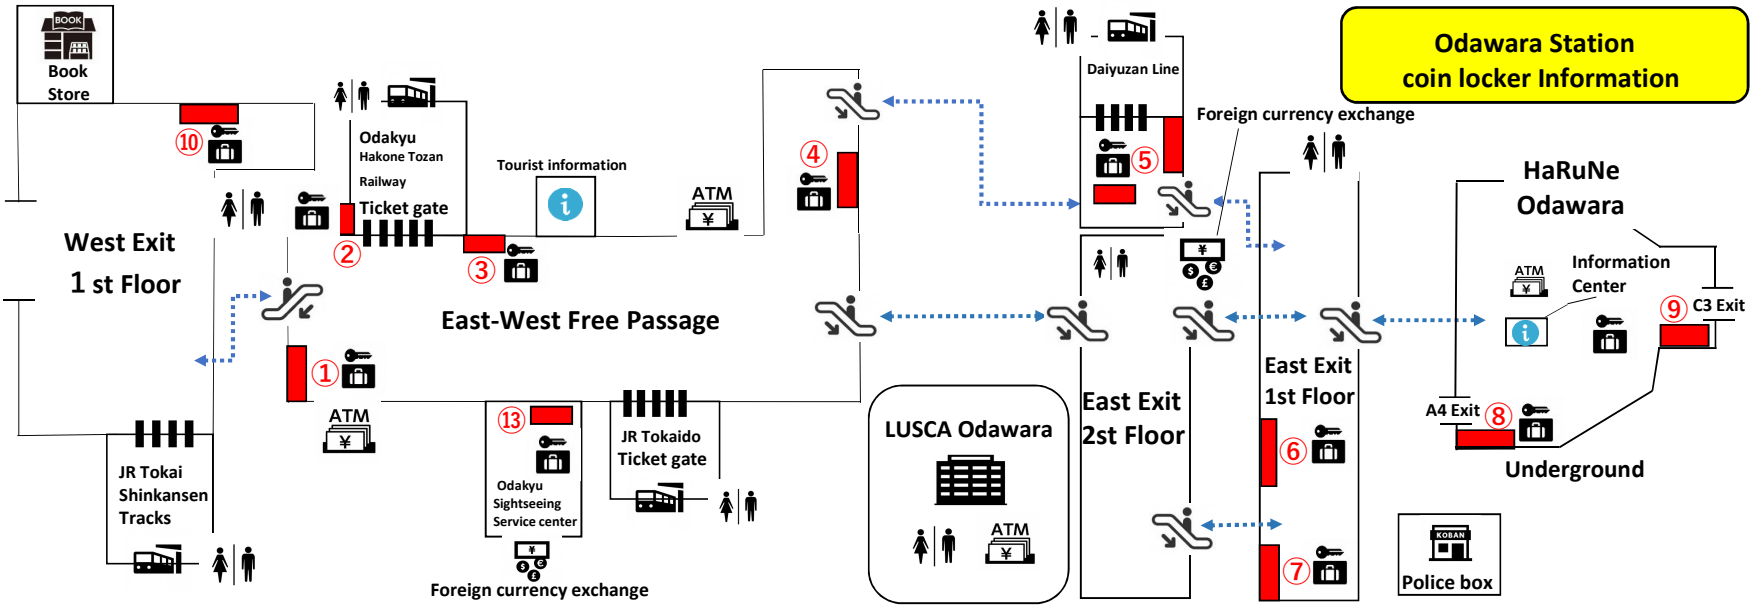 Odawara Station
coin locker Information
BOOK
Book
Store
⑩
West Exit
1 st Floor
JR Tokai
Shinkansen
Tracks
Odakyu
Hakone Tozan
Railway
Ticket gate
②
③
Tourist information
i
ATM
¥
④
East-West Free Passage
①
ATM
¥
⑬
Odakyu
Sightseeing
Service center
¥
$ € £
Foreign currency exchange
JR Tokaido
Ticket gate
LUSCA Odawara
ATM
¥
Daiyuzan Line
⑤
Foreign currency exchange
¥
$ € £
East Exit
2st Floor
East Exit
1st Floor
⑥
⑦
HaRuNe
Odawara
Information
Center
ATM
¥
i
⑨
C3 Exit
A4 Exit
⑧
Underground
KOBAN
Police box